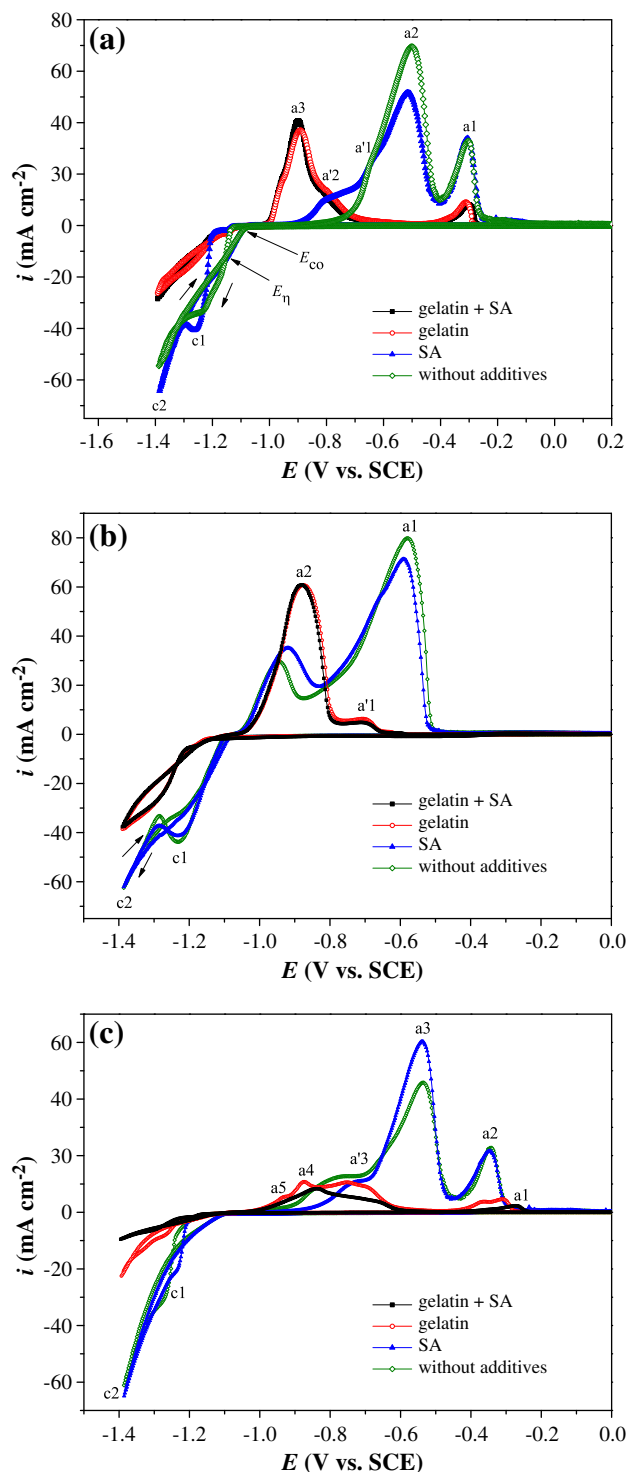 (a)
80
60
40
20
0
-20
-40
-60
i (mA cm-2)
a2
a3
a1
a'1
a'2
Eco
Eη
c1
c2
gelatin + SA
gelatin
SA
without additives
-1.6 -1.4 -1.2 -1.0 -0.8 -0.6 -0.4 -0.2 0.0 0.2
E (V vs. SCE)
(b)
80
60
40
20
0
-20
-40
-60
i (mA cm-2)
a1
a2
a'1
c1
c2
gelatin + SA
gelatin
SA
without additives
-1.4 -1.2 -1.0 -0.8 -0.6 -0.4 -0.2 0.0
E (V vs. SCE)
(c)
60
40
20
0
-20
-40
-60
i (mA cm-2)
a3
a2
a'3
a4
a5
a1
c1
c2
gelatin + SA
gelatin
SA
without additives
-1.4 -1.2 -1.0 -0.8 -0.6 -0.4 -0.2 0.0
E (V vs. SCE)